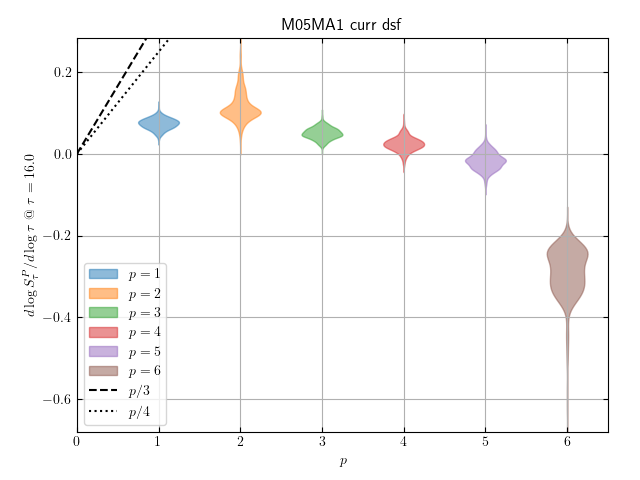 M05MA1 curr dsf
d log S_τ^p / d log τ @ τ = 16.0
0.2
0.0
−0.2
−0.4
−0.6
p = 1
p = 2
p = 3
p = 4
p = 5
p = 6
p/3
p/4
0 1 2 3 4 5 6
p